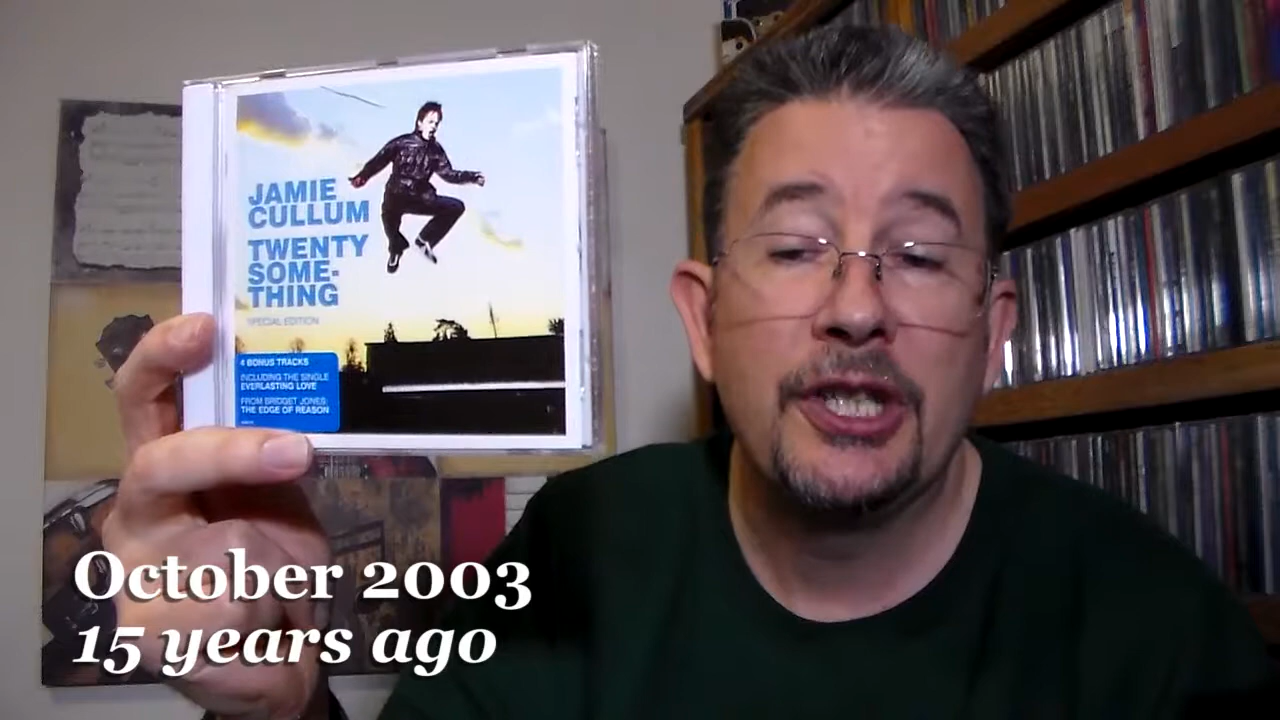 JAMIE
CULLUM
TWENTY
SOME-
THING
SPECIAL EDITION
4 BONUS TRACKS
INCLUDING THE SINGLE
EVERLASTING LOVE
FROM BRIDGET JONES:
THE EDGE OF REASON
October 2003
15 years ago